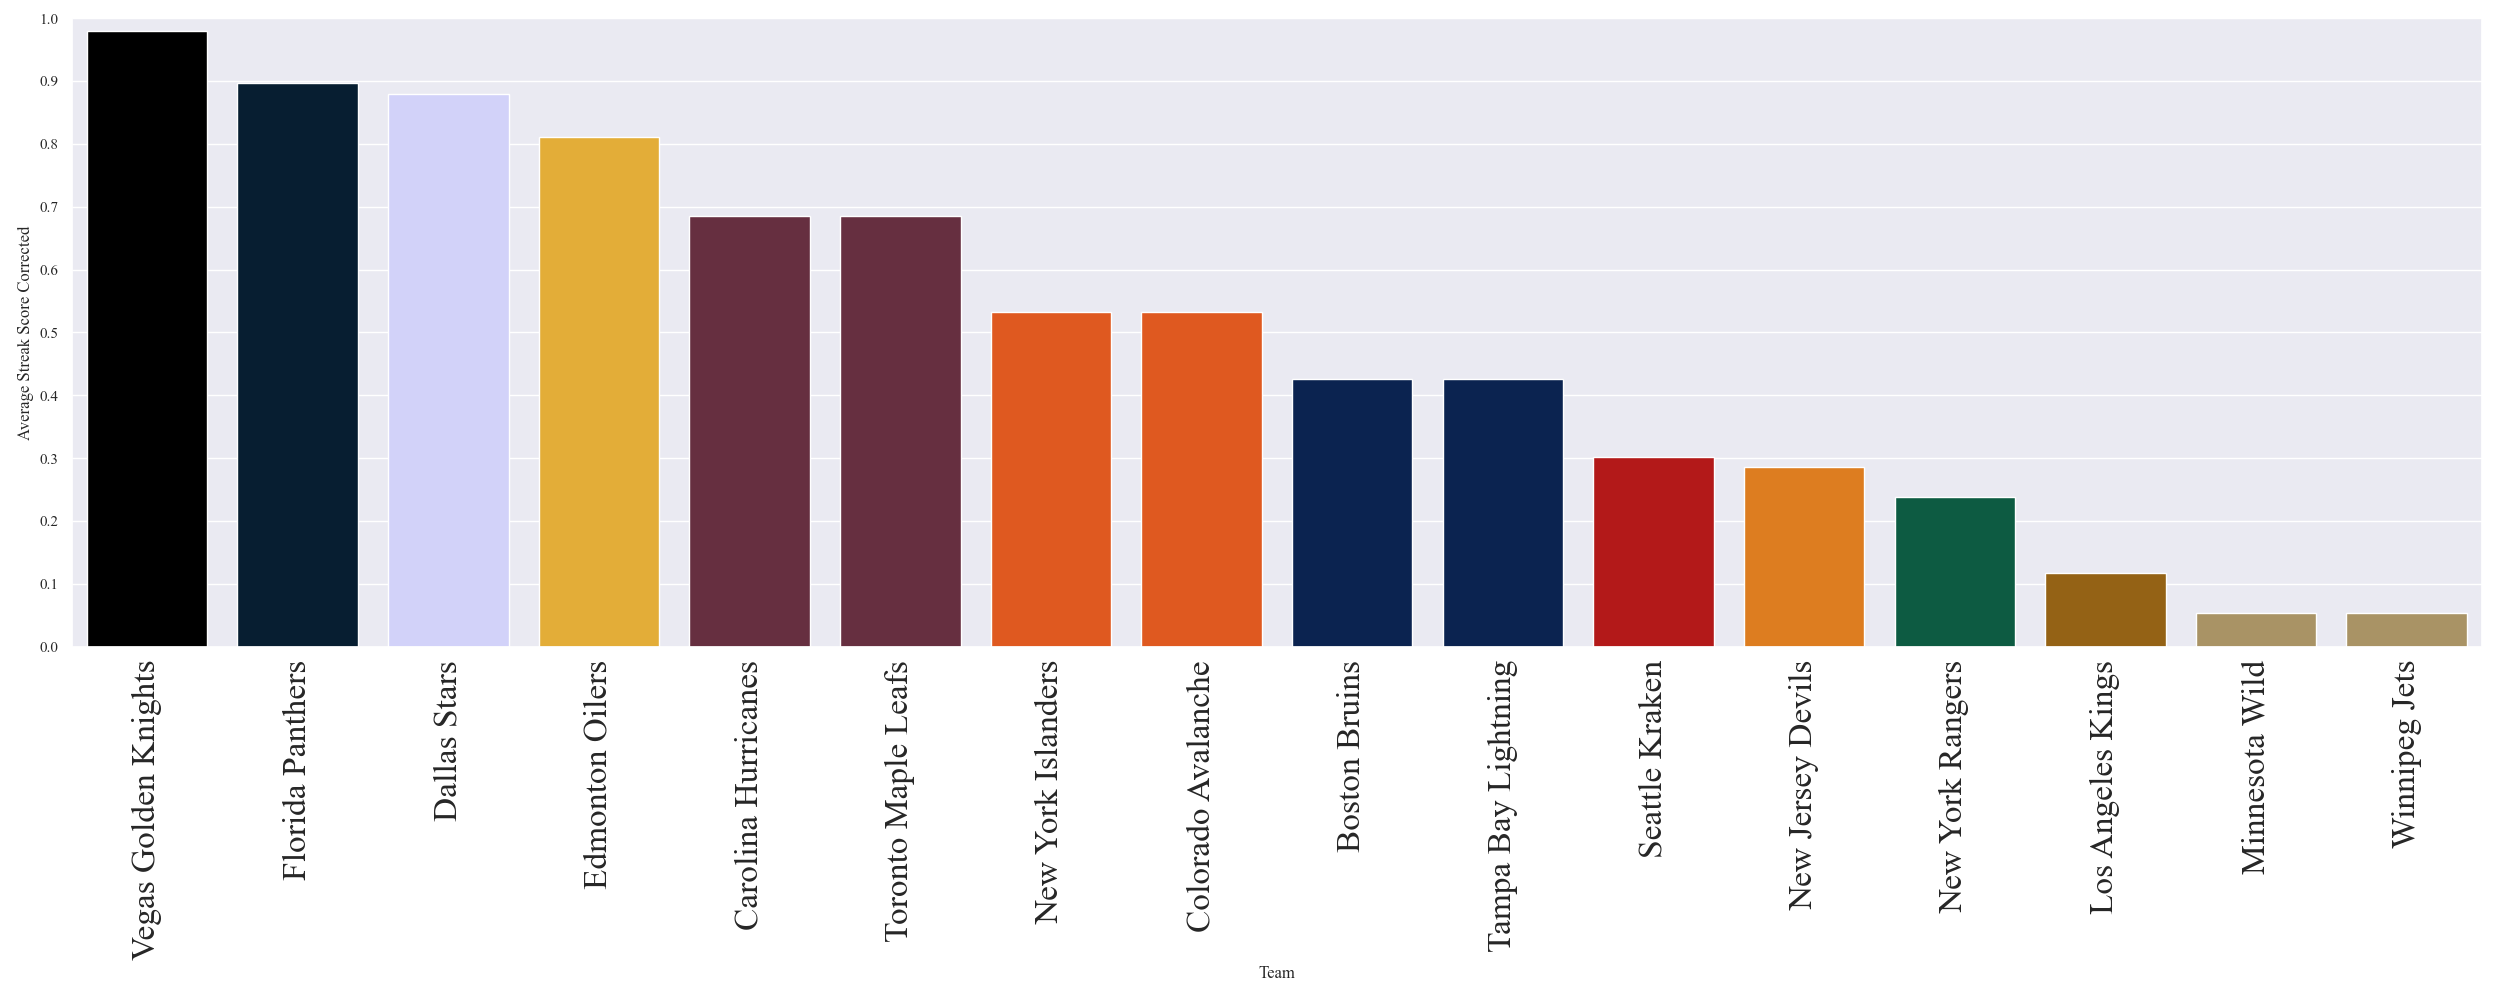 1.0
0.9
0.8
0.7
0.6
0.5
0.4
0.3
0.2
0.1
0.0
Average Streak Score Corrected
Vegas Golden Knights
Florida Panthers
Dallas Stars
Edmonton Oilers
Carolina Hurricanes
Toronto Maple Leafs
New York Islanders
Colorado Avalanche
Boston Bruins
Tampa Bay Lightning
Seattle Kraken
New Jersey Devils
New York Rangers
Los Angeles Kings
Minnesota Wild
Winnipeg Jets
Team